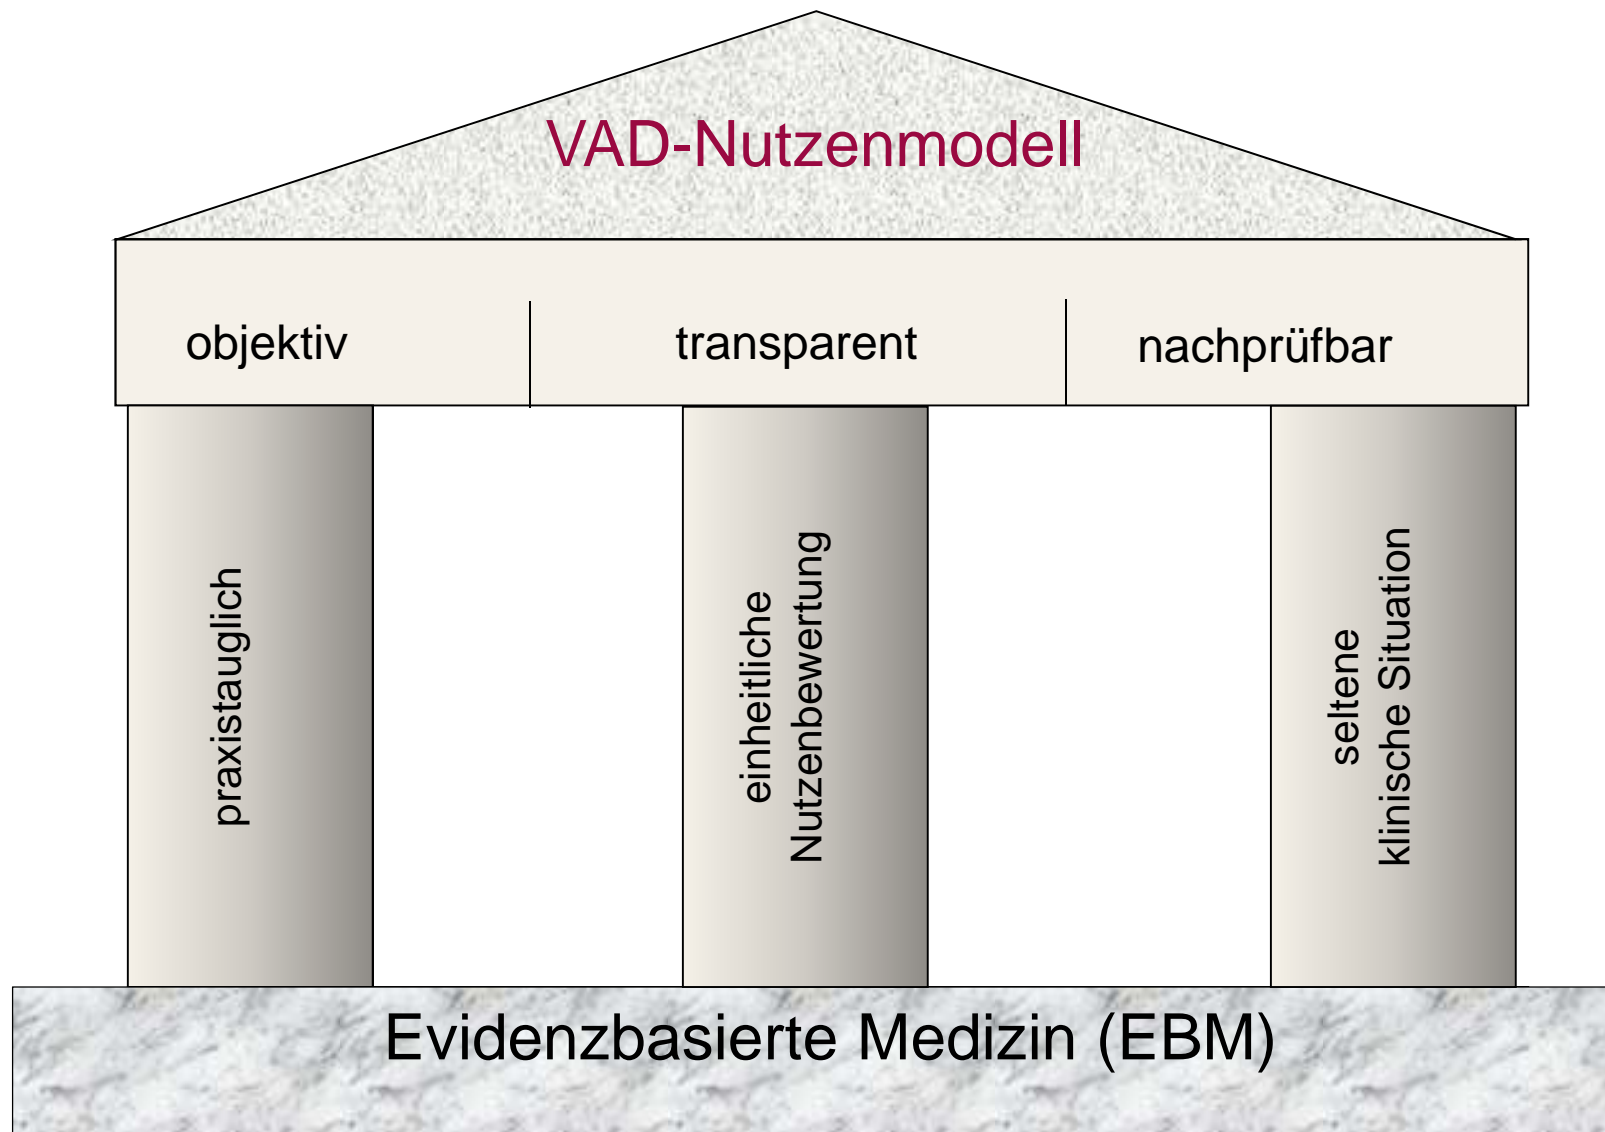 VAD-Nutzenmodell
objektiv
transparent
nachprüfbar
praxistauglich
einheitliche
Nutzenbewertung
seltene
klinische Situation
Evidenzbasierte Medizin (EBM)